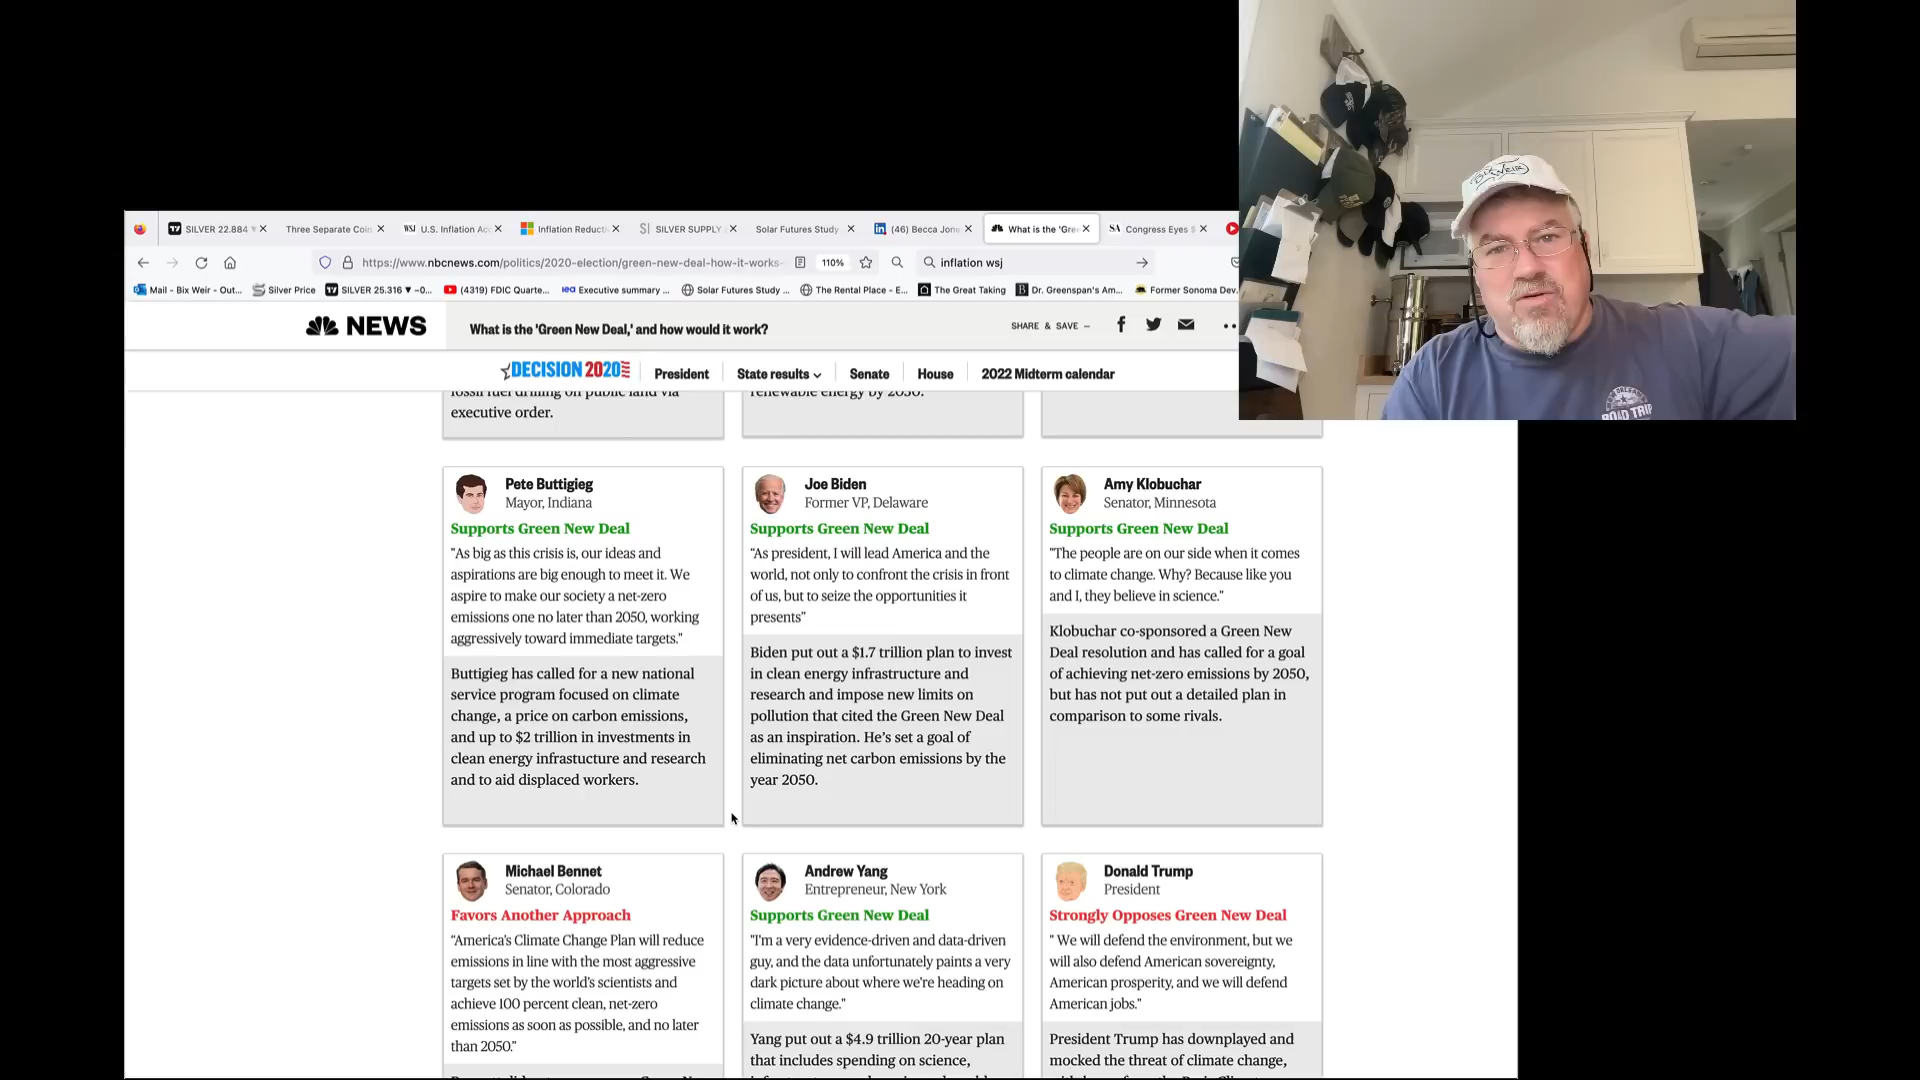 SILVER 22.884
Three Separate Coin
WSJ U.S. Inflation Ac
Inflation Reducti
SILVER SUPPLY
Solar Futures Study
(46) Becca Jon
What is the 'Gre
SA Congress Eyes
https://www.nbcnews.com/politics/2020-election/green-new-deal-how-it-works-
110%
inflation wsj
Mail - Bix Weir - Out...
Silver Price
SILVER 25.316 ▼ −0...
(4319) FDIC Quarte...
iea Executive summary ...
Solar Futures Study ...
The Rental Place - E...
The Great Taking
Dr. Greenspan's Am...
Former Sonoma Dev
NEWS
What is the 'Green New Deal,' and how would it work?
SHARE & SAVE —
DECISION 2020
President
State results
Senate
House
2022 Midterm calendar
fossil fuel drilling on public land via
executive order.
renewable energy by 2030.
Pete Buttigieg
Mayor, Indiana
Supports Green New Deal
"As big as this crisis is, our ideas and
aspirations are big enough to meet it. We
aspire to make our society a net-zero
emissions one no later than 2050, working
aggressively toward immediate targets."
Buttigieg has called for a new national
service program focused on climate
change, a price on carbon emissions,
and up to $2 trillion in investments in
clean energy infrastucture and research
and to aid displaced workers.
Joe Biden
Former VP, Delaware
Supports Green New Deal
“As president, I will lead America and the
world, not only to confront the crisis in front
of us, but to seize the opportunities it
presents”
Biden put out a $1.7 trillion plan to invest
in clean energy infrastructure and
research and impose new limits on
pollution that cited the Green New Deal
as an inspiration. He’s set a goal of
eliminating net carbon emissions by the
year 2050.
Amy Klobuchar
Senator, Minnesota
Supports Green New Deal
"The people are on our side when it comes
to climate change. Why? Because like you
and I, they believe in science."
Klobuchar co-sponsored a Green New
Deal resolution and has called for a goal
of achieving net-zero emissions by 2050,
but has not put out a detailed plan in
comparison to some rivals.
Michael Bennet
Senator, Colorado
Favors Another Approach
“America’s Climate Change Plan will reduce
emissions in line with the most aggressive
targets set by the world’s scientists and
achieve 100 percent clean, net-zero
emissions as soon as possible, and no later
than 2050.”
Andrew Yang
Entrepreneur, New York
Supports Green New Deal
"I'm a very evidence-driven and data-driven
guy, and the data unfortunately paints a very
dark picture about where we're heading on
climate change."
Yang put out a $4.9 trillion 20-year plan
that includes spending on science,
Donald Trump
President
Strongly Opposes Green New Deal
" We will defend the environment, but we
will also defend American sovereignty,
American prosperity, and we will defend
American jobs."
President Trump has downplayed and
mocked the threat of climate change,
BIX WEIR
ROAD TRIP